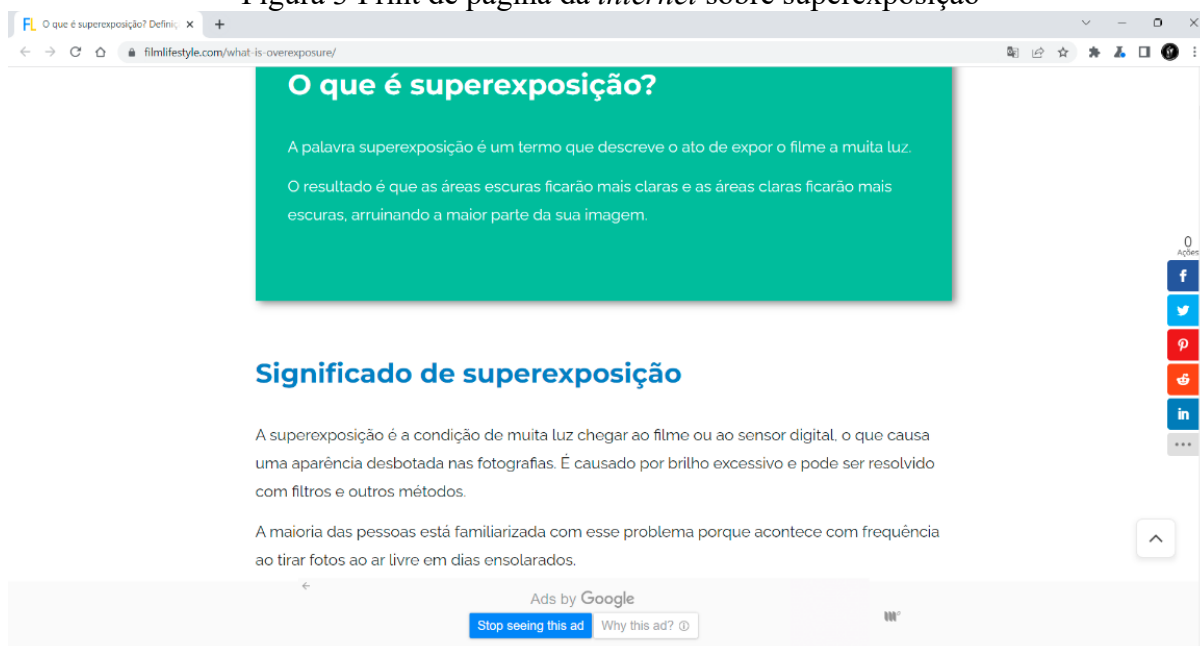 Figura 3 Print de página da internet sobre superexposição
FL O que é superexposição? Definiç × +
filmlifestyle.com/what-is-overexposure/
O que é superexposição?
A palavra superexposição é um termo que descreve o ato de expor o filme a muita luz.
O resultado é que as áreas escuras ficarão mais claras e as áreas claras ficarão mais
escuras, arruinando a maior parte da sua imagem.
0
Ações
Significado de superexposição
A superexposição é a condição de muita luz chegar ao filme ou ao sensor digital, o que causa
uma aparência desbotada nas fotografias. É causado por brilho excessivo e pode ser resolvido
com filtros e outros métodos.
A maioria das pessoas está familiarizada com esse problema porque acontece com frequência
ao tirar fotos ao ar livre em dias ensolarados.
Ads by Google
Stop seeing this ad Why this ad?